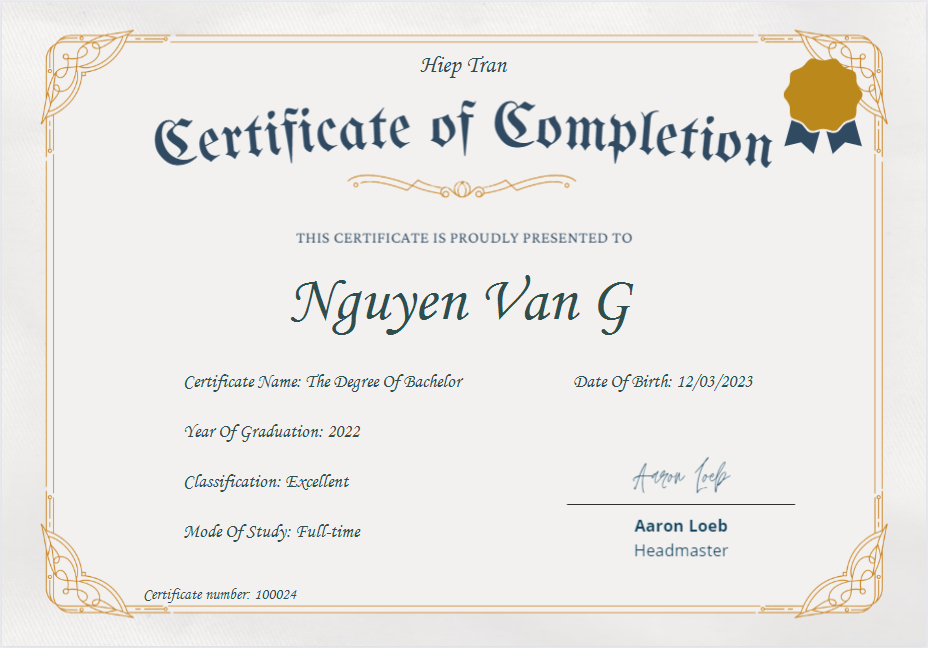 Hiep Tran
Certificate of Completion
THIS CERTIFICATE IS PROUDLY PRESENTED TO
Nguyen Van G
Certificate Name: The Degree Of Bachelor
Date Of Birth: 12/03/2023
Year Of Graduation: 2022
Classification: Excellent
Aaron Loeb
Mode Of Study: Full-time
Aaron Loeb
Headmaster
Certificate number: 100024